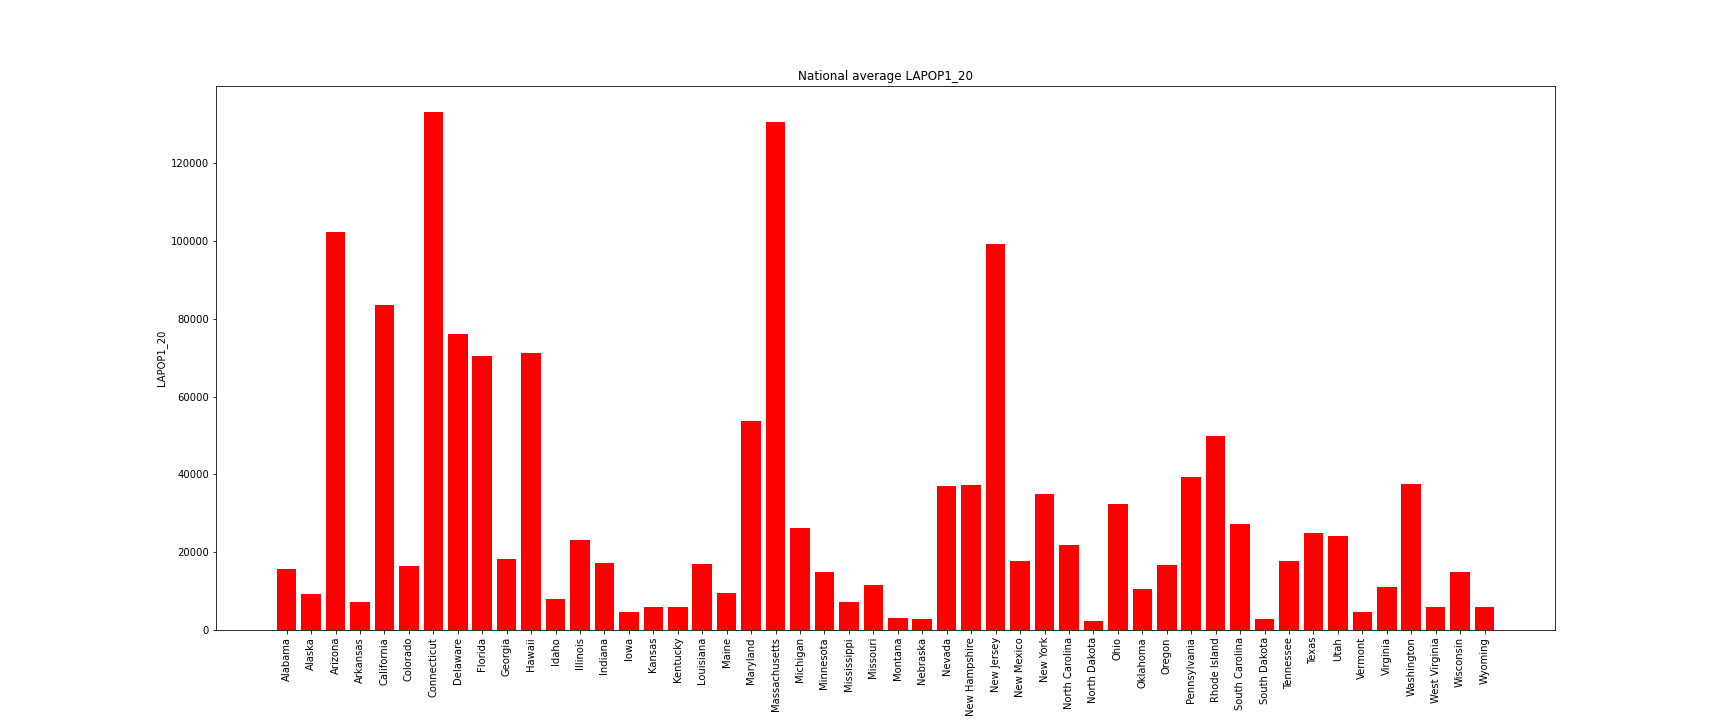 National average LAPOP1_20
LAPOP1_20
120000
100000
80000
60000
40000
20000
0
Alabama
Alaska
Arizona
Arkansas
California
Colorado
Connecticut
Delaware
Florida
Georgia
Hawaii
Idaho
Illinois
Indiana
Iowa
Kansas
Kentucky
Louisiana
Maine
Maryland
Massachusetts
Michigan
Minnesota
Mississippi
Missouri
Montana
Nebraska
Nevada
New Hampshire
New Jersey
New Mexico
New York
North Carolina
North Dakota
Ohio
Oklahoma
Oregon
Pennsylvania
Rhode Island
South Carolina
South Dakota
Tennessee
Texas
Utah
Vermont
Virginia
Washington
West Virginia
Wisconsin
Wyoming